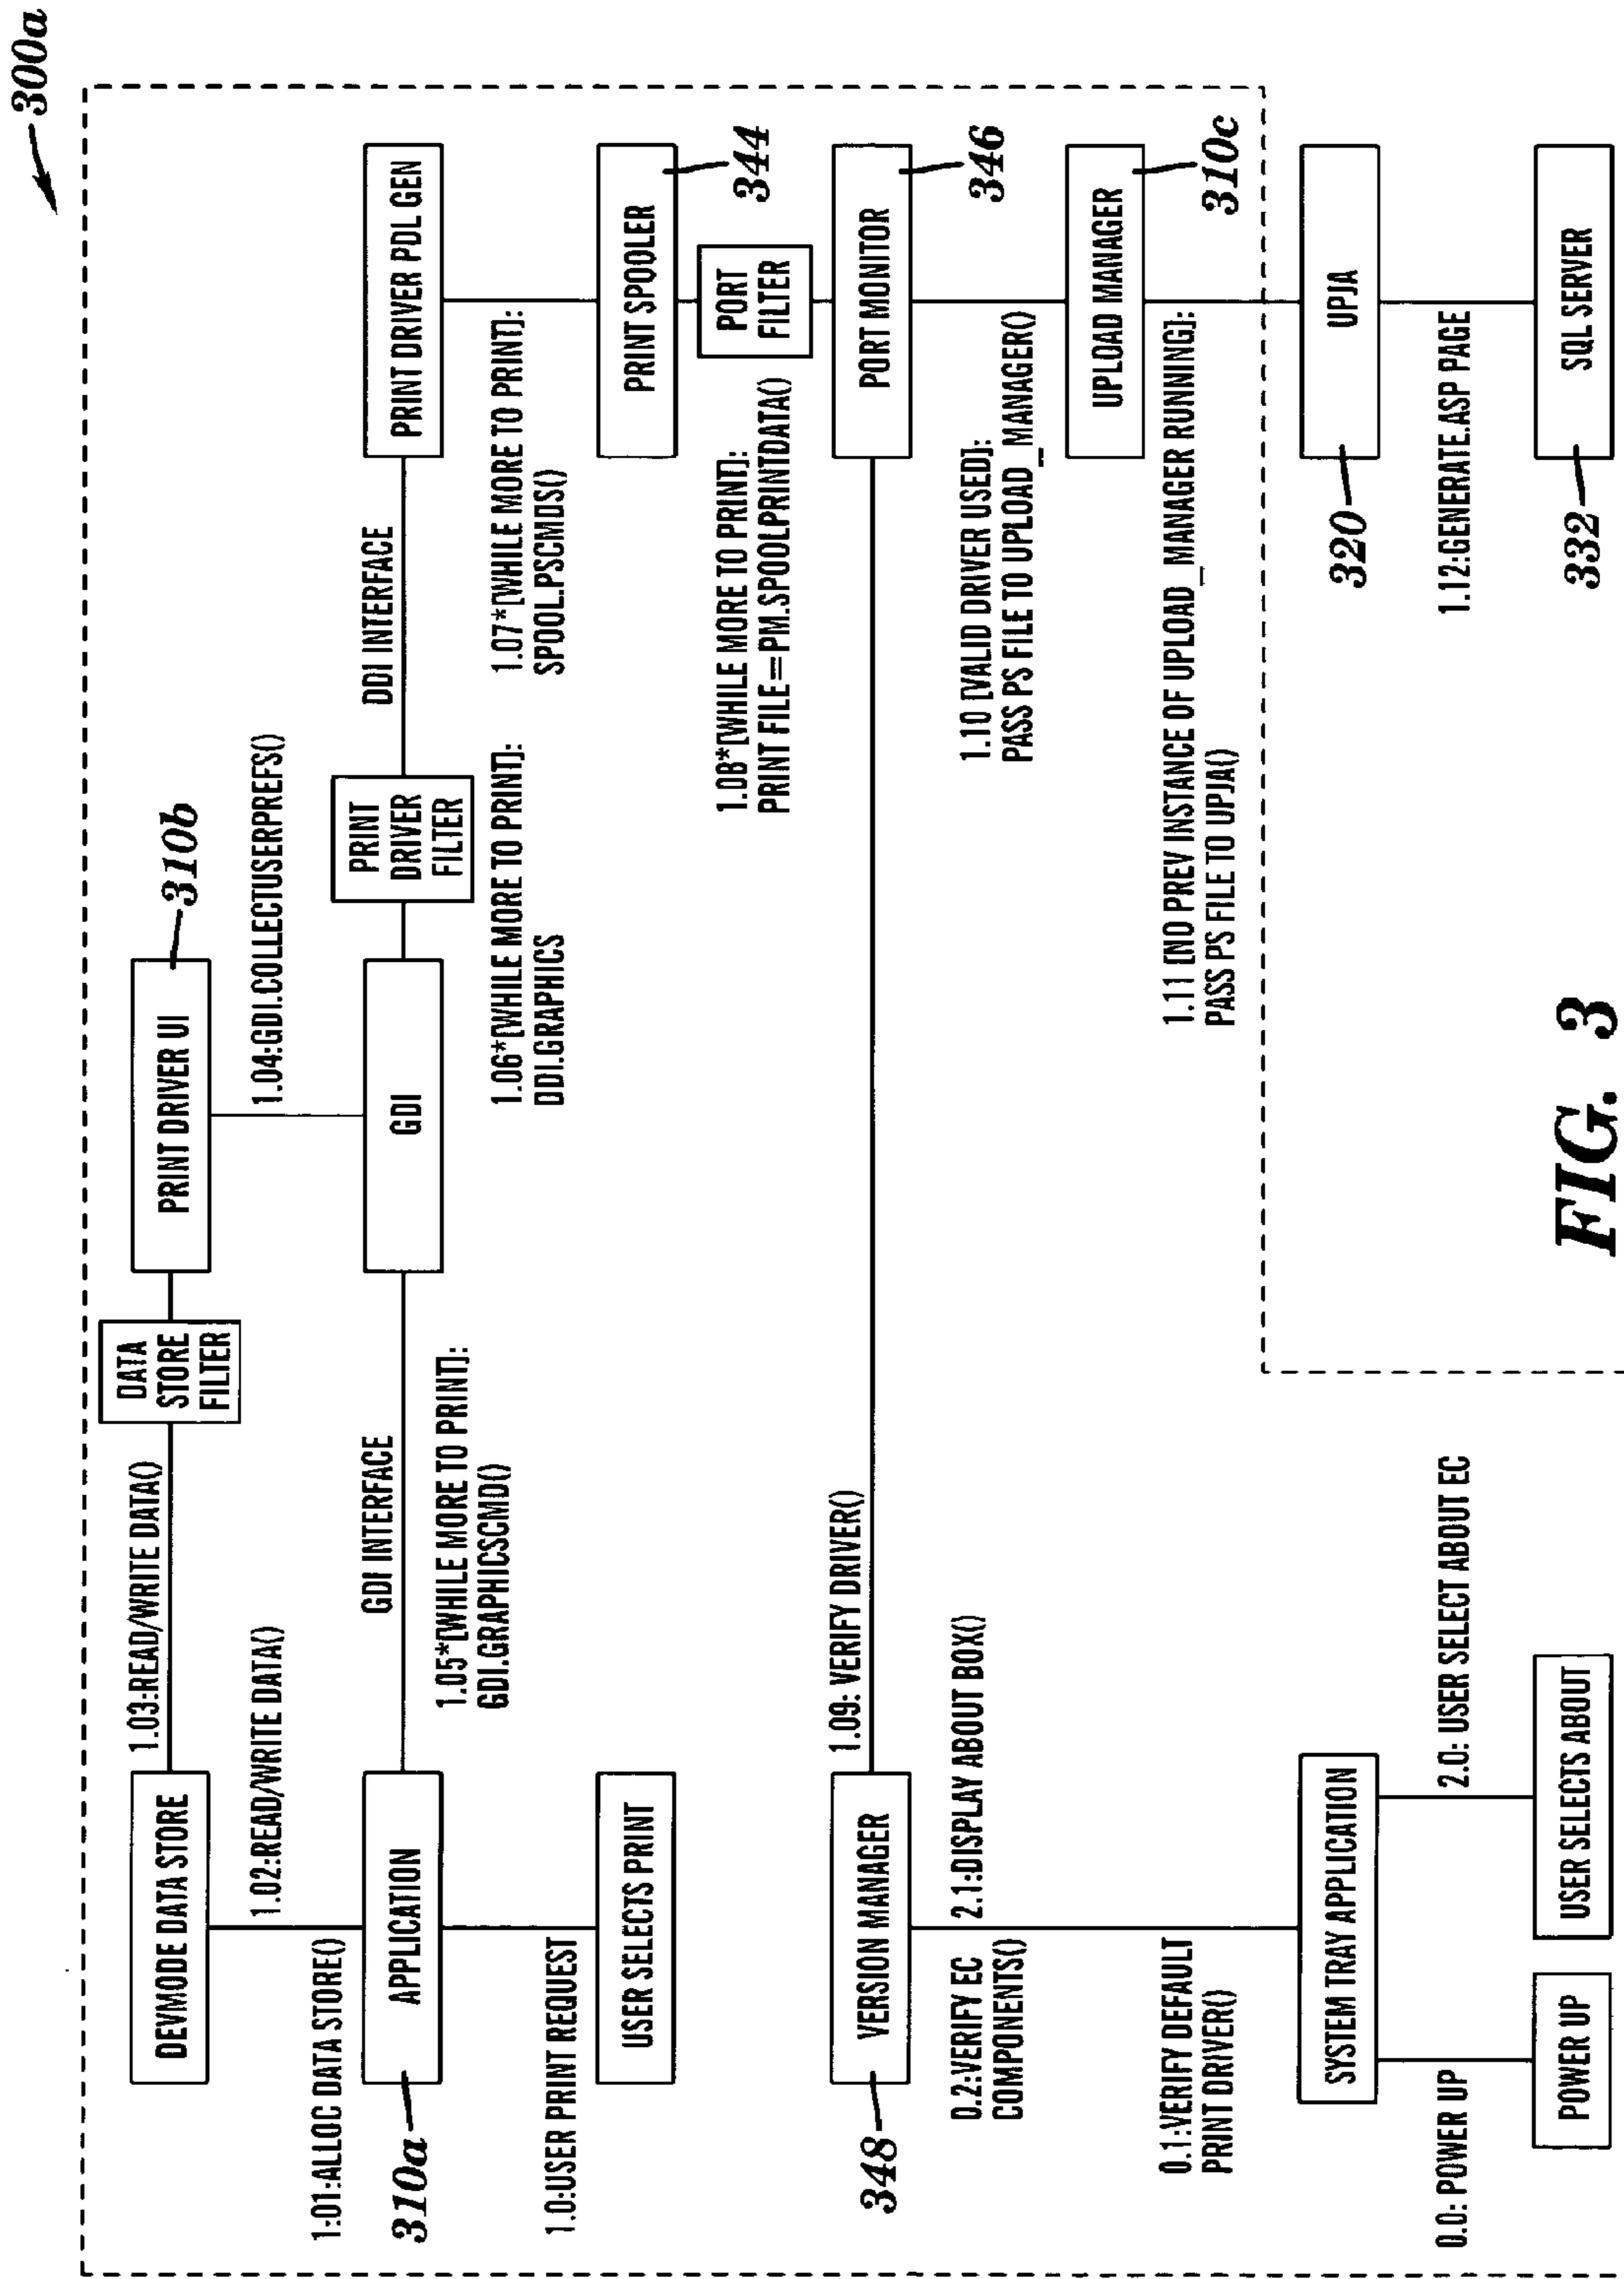 300a
DEVMODE DATA STORE
1.03:READ/WRITE DATA()
DATA
STORE
FILTER
PRINT DRIVER UI
310b
1:01:ALLOC DATA STORE()
1.02:READ/WRITE DATA()
1.04:GDI.COLLECTUSERPREFS()
310a
APPLICATION
GDI INTERFACE
GDI
PRINT
DRIVER
FILTER
DDI INTERFACE
PRINT DRIVER PDL GEN
1.0:USER PRINT REQUEST
1.05*[WHILE MORE TO PRINT]:
GDI.GRAPHICSCMD()
1.06*[WHILE MORE TO PRINT]:
DDI.GRAPHICS
1.07*[WHILE MORE TO PRINT]:
SPOOL.PSCMDS()
USER SELECTS PRINT
PRINT SPOOLER
344
PORT
FILTER
1.08*[WHILE MORE TO PRINT]:
PRINT FILE=PM.SPOOLPRINTDATA()
348
VERSION MANAGER
1.09: VERIFY DRIVER()
PORT MONITOR
346
0.2:VERIFY EC
COMPONENTS()
2.1:DISPLAY ABOUT BOX()
1.10 [VALID DRIVER USED]:
PASS PS FILE TO UPLOAD_MANAGER()
UPLOAD MANAGER
310c
0.1:VERIFY DEFAULT
PRINT DRIVER()
1.11 [NO PREV INSTANCE OF UPLOAD_MANAGER RUNNING]:
PASS PS FILE TO UPJA()
SYSTEM TRAY APPLICATION
320
UPJA
0.0: POWER UP
2.0: USER SELECT ABOUT EC
1.12:GENERATE.ASP PAGE
POWER UP
USER SELECTS ABOUT
332
SQL SERVER
FIG. 3